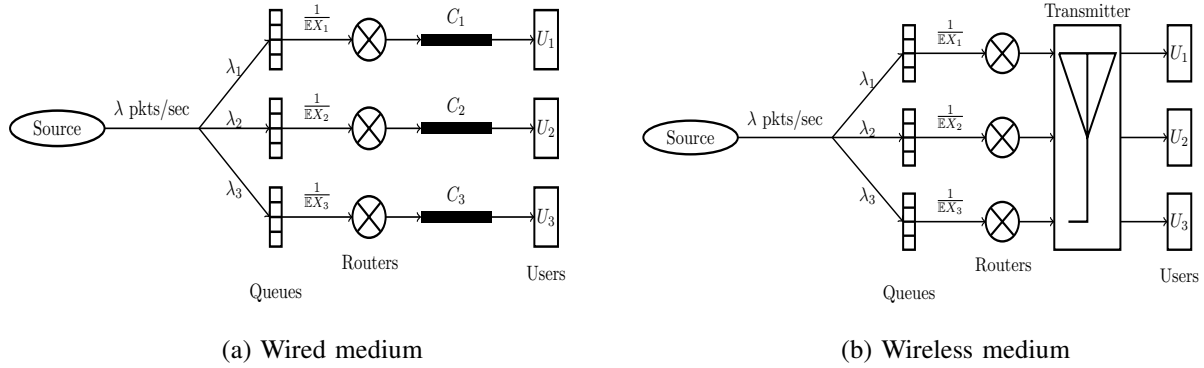 1/𝔼X₁ C₁
U₁
λ₁
λ pkts/sec
1/𝔼X₂ C₂
Source λ₂ U₂
λ₃
1/𝔼X₃ C₃
U₃
Routers
Users
Queues
(a) Wired medium
Transmitter
1/𝔼X₁
U₁
λ₁
λ pkts/sec
1/𝔼X₂
Source λ₂ U₂
λ₃
1/𝔼X₃
U₃
Routers
Queues Users
(b) Wireless medium